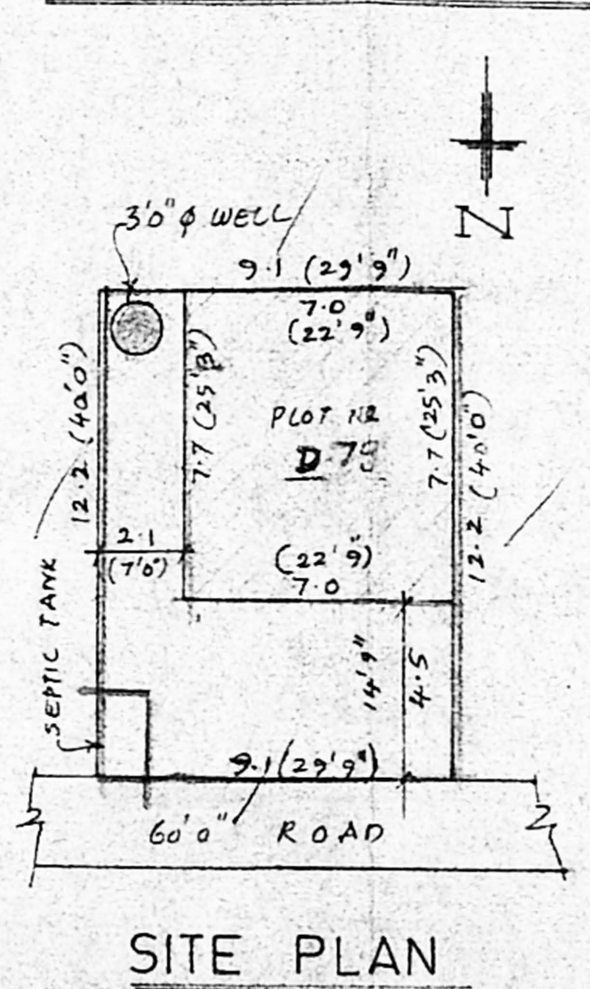 N
3'0" φ WELL
9.1 (29'9")
7.0
(22'9")
12.2 (40'0")
7.7 (25'3")
PLOT NO
D-79
7.7 (25'3")
12.2 (40'0")
2.1
(7'0")
(22'9")
7.0
SEPTIC TANK
14'9"
4.5
9.1 (29'9")
60'0" ROAD
SITE PLAN